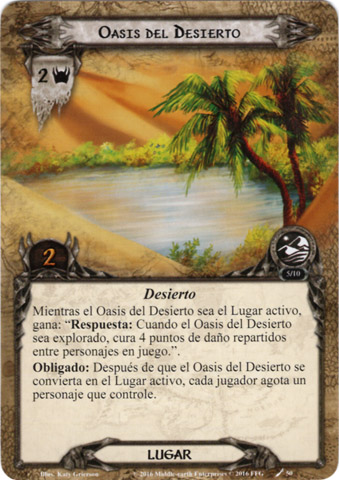 OASIS DEL DESIERTO
2
2
5/10
Desierto
Mientras el Oasis del Desierto sea el Lugar activo,
gana: “Respuesta: Cuando el Oasis del Desierto
sea explorado, cura 4 puntos de daño repartidos
entre personajes en juego.”.
Obligado: Después de que el Oasis del Desierto se
convierta en el Lugar activo, cada jugador agota un
personaje que controle.
LUGAR
Ilus. Katy Grierson © 2016 Middle-earth Enterprises © 2016 FFG 50